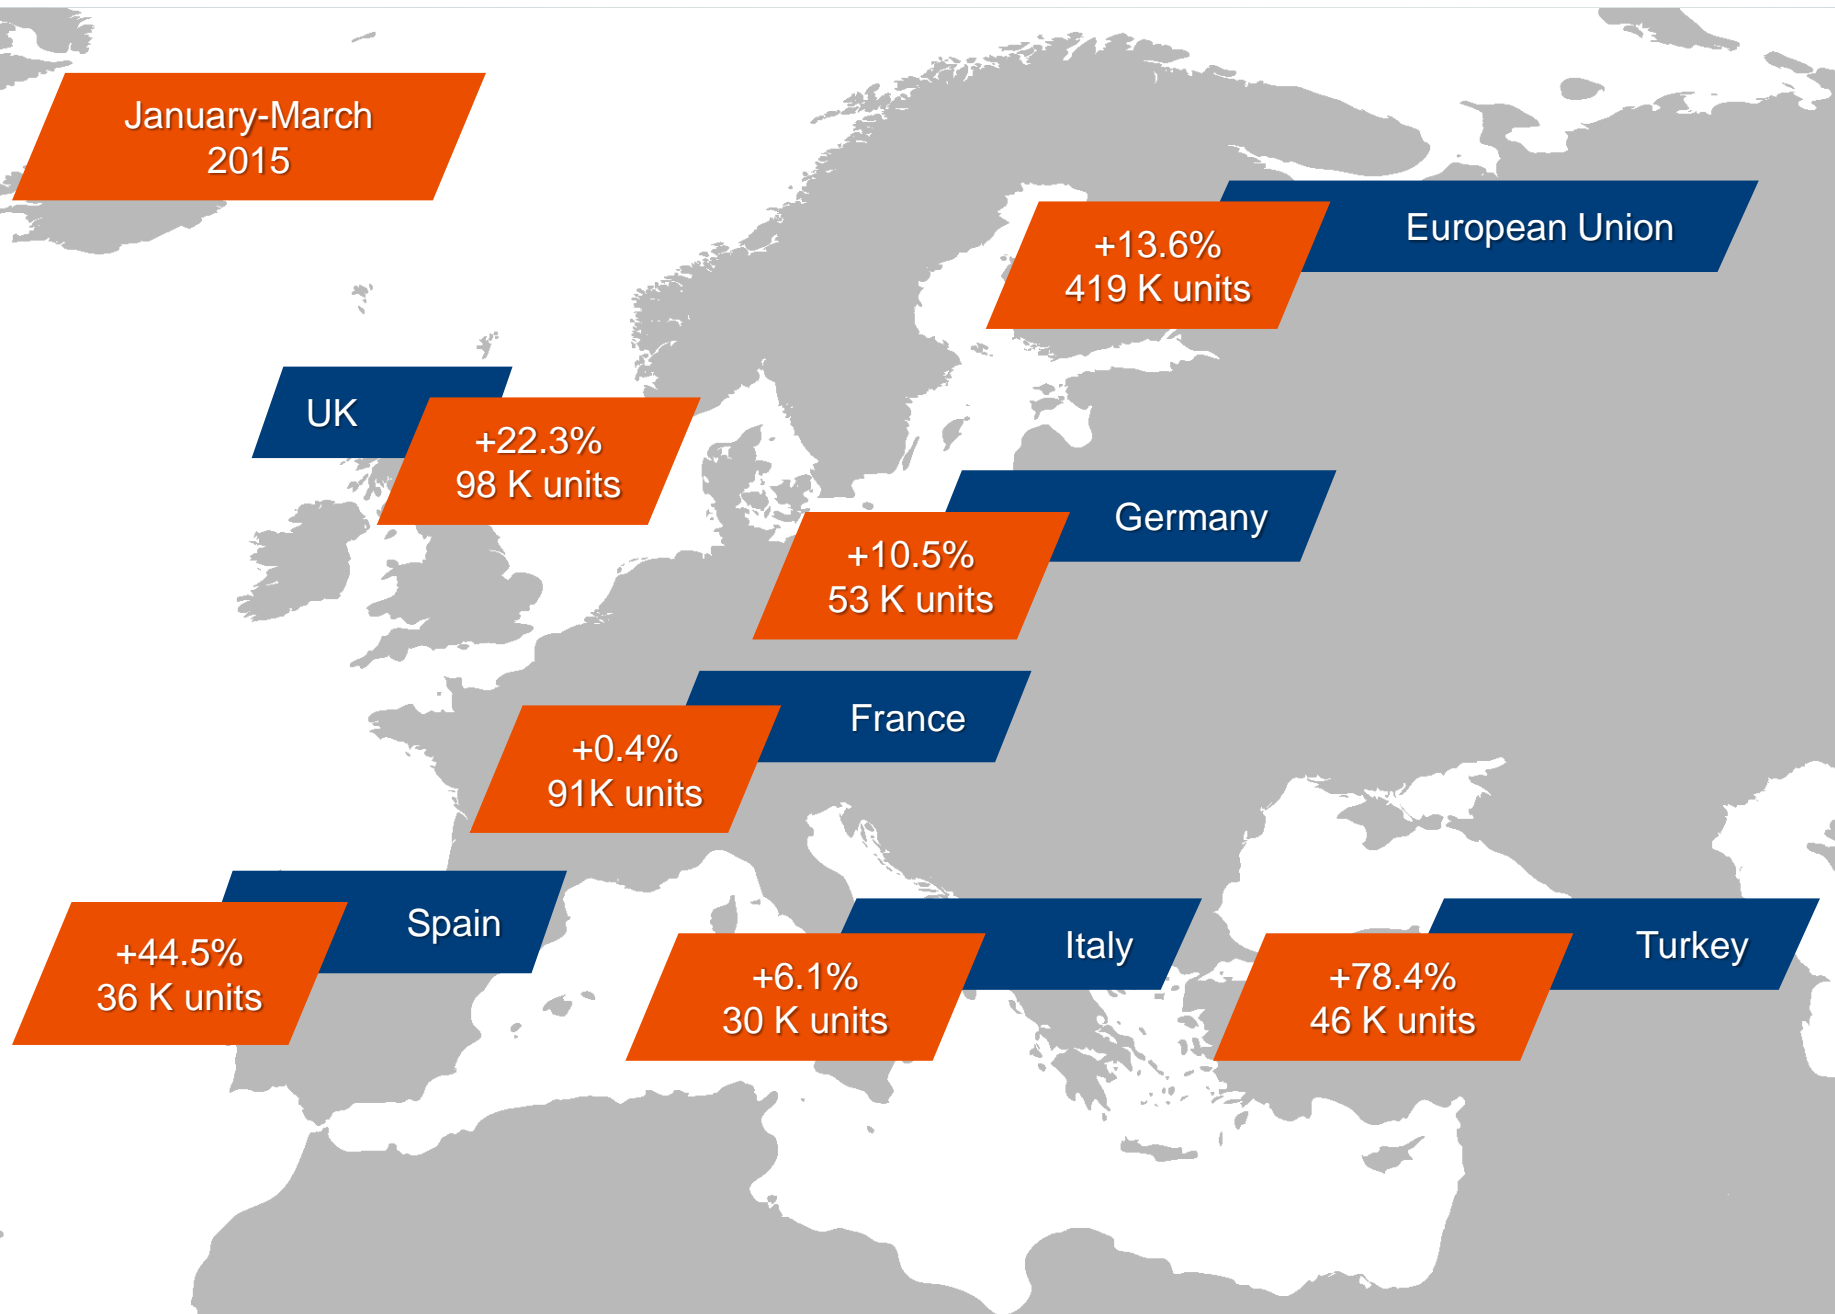 January-March
2015
European Union
+13.6%
419 K units
UK
+22.3%
98 K units
Germany
+10.5%
53 K units
France
+0.4%
91K units
Spain
+44.5%
36 K units
Italy
+6.1%
30 K units
Turkey
+78.4%
46 K units